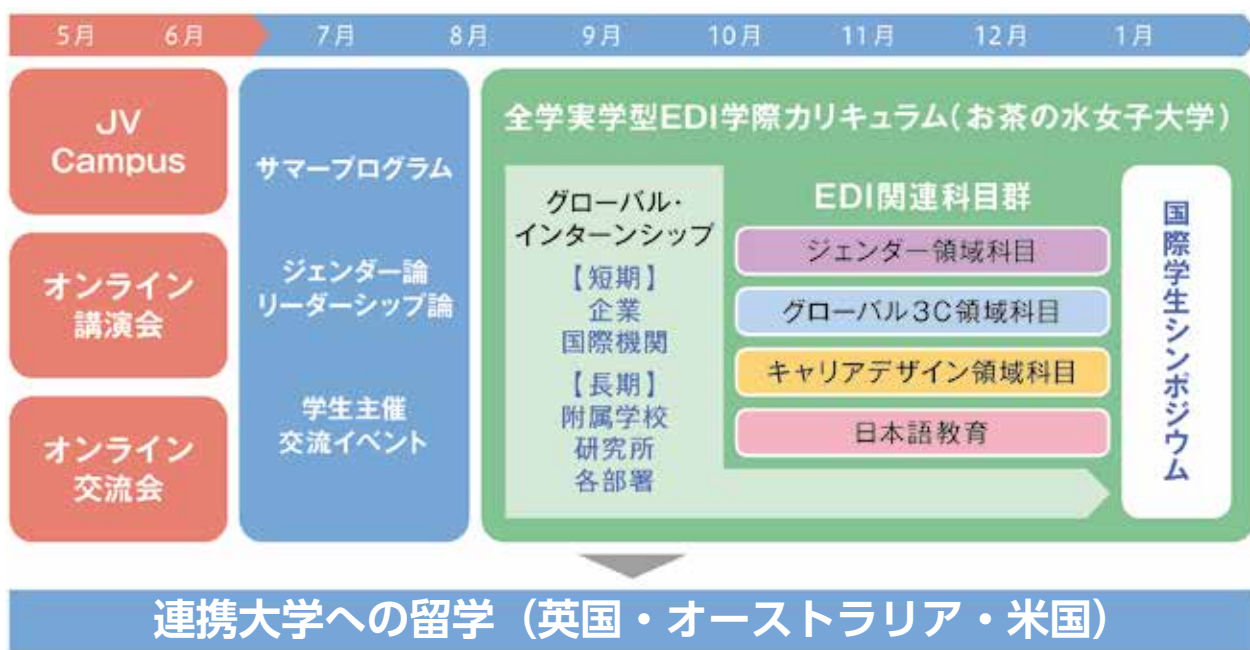 5月 6月 7月 8月 9月 10月 11月 12月 1月
JV
Campus
オンライン
講演会
オンライン
交流会
サマープログラム
ジェンダー論
リーダーシップ論
学生主催
交流イベント
全学実学型EDI学際カリキュラム(お茶の水女子大学)
グローバル・
インターンシップ
【短期】
企業
国際機関
【長期】
附属学校
研究所
各部署
EDI関連科目群
ジェンダー領域科目
グローバル3C領域科目
キャリアデザイン領域科目
日本語教育
国際学生シンポジウム
連携大学への留学（英国・オーストラリア・米国）